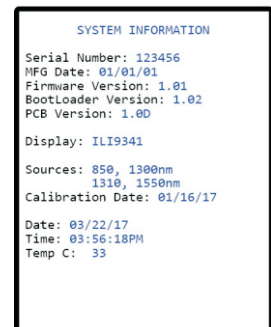 SYSTEM INFORMATION
Serial Number: 123456
MFG Date: 01/01/01
Firmware Version: 1.01
BootLoader Version: 1.02
PCB Version: 1.0D
Display: ILI9341
Sources: 850, 1300nm
1310, 1550nm
Calibration Date: 01/16/17
Date: 03/22/17
Time: 03:56:18PM
Temp C: 33